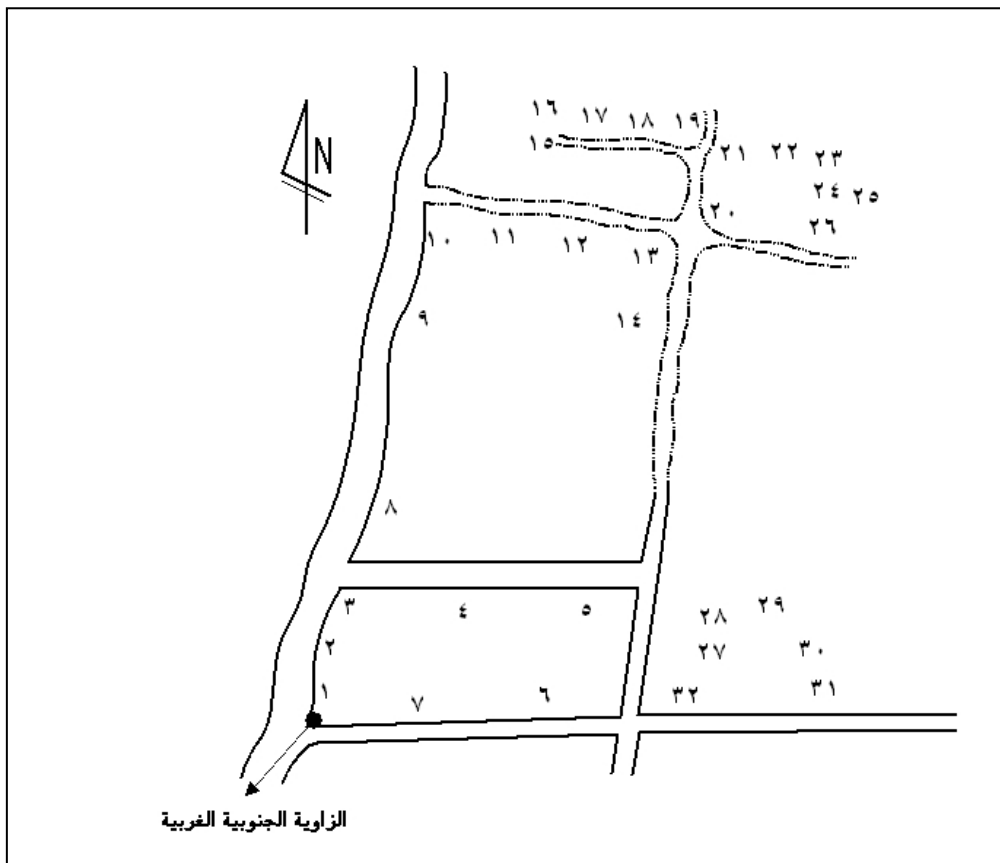 ١٦ ١٧ ١٨ ١٩
١٥
٢١ ٢٢ ٢٣
٢٤ ٢٥
٢٠
٢٦
N
١٠ ١١ ١٢ ١٣
٩ ١٤
٨
٣ ٤ ٥
٢٨ ٢٩
٢
٢٧ ٣٠
١ ٧ ٦
٣٢ ٣١
الزاوية الجنوبية الغربية